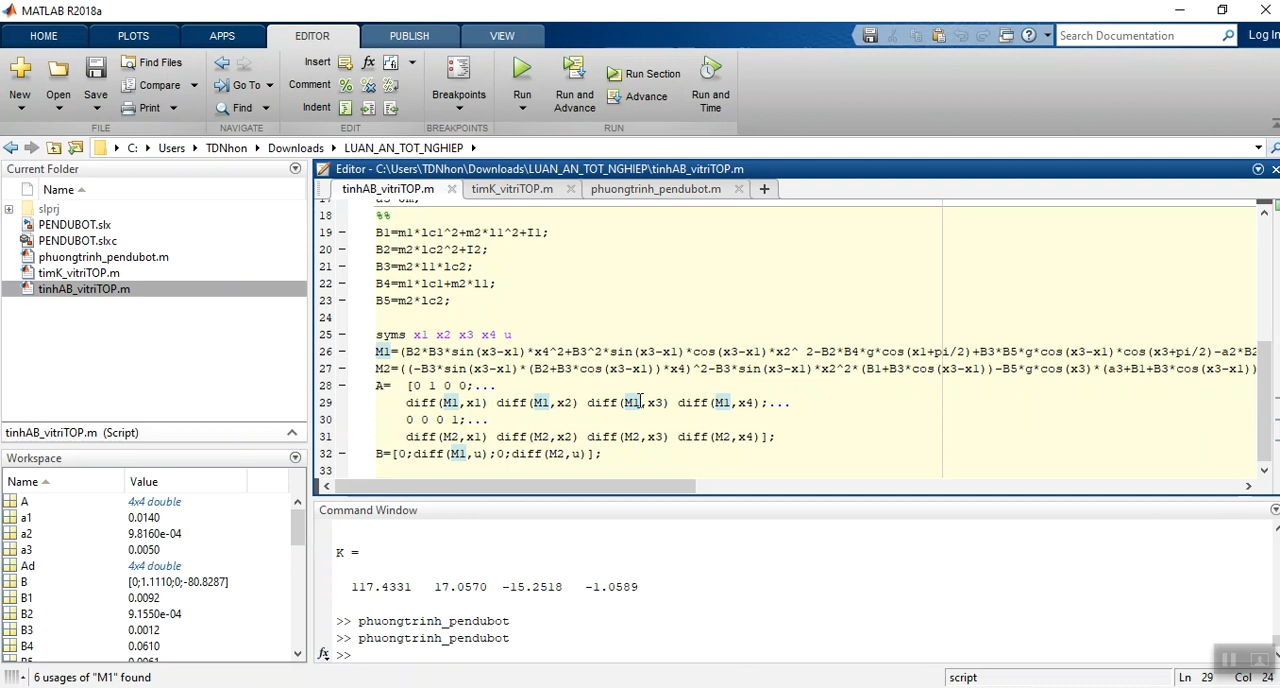 MATLAB R2018a
HOME PLOTS APPS EDITOR PUBLISH VIEW Search Documentation Log In
New Open Save Find Files Compare Print Go To Find Insert Comment Indent Breakpoints Run Run and Advance Run Section Advance Run and Time
FILE NAVIGATE EDIT BREAKPOINTS RUN
C: Users TDNhon Downloads LUAN_AN_TOT_NGHIEP
Current Folder
Name
slprj
PENDUBOT.slx
PENDUBOT.slxc
phuongtrinh_pendubot.m
timK_vitriTOP.m
tinhAB_vitriTOP.m
tinhAB_vitriTOP.m (Script)
Workspace
Name Value
A 4x4 double
a1 0.0140
a2 9.8160e-04
a3 0.0050
Ad 4x4 double
B [0;1.1110;0;-80.8287]
B1 0.0092
B2 9.1550e-04
B3 0.0012
B4 0.0610
Editor - C:\Users\TDNhon\Downloads\LUAN_AN_TOT_NGHIEP\tinhAB_vitriTOP.m
tinhAB_vitriTOP.m timK_vitriTOP.m phuongtrinh_pendubot.m
18 %%
19 B1=m1*lc1^2+m2*l1^2+I1;
20 B2=m2*lc2^2+I2;
21 B3=m2*l1*lc2;
22 B4=m1*lc1+m2*l1;
23 B5=m2*lc2;
24
25 syms x1 x2 x3 x4 u
26 M1=(B2*B3*sin(x3-x1)*x4^2+B3^2*sin(x3-x1)*cos(x3-x1)*x2^ 2-B2*B4*g*cos(x1+pi/2)+B3*B5*g*cos(x3-x1)*cos(x3+pi/2)-a2*B2
27 M2=((-B3*sin(x3-x1)*(B2+B3*cos(x3-x1))*x4)^2-B3*sin(x3-x1)*x2^2*(B1+B3*cos(x3-x1))-B5*g*cos(x3)*(a3+B1+B3*cos(x3-x1))
28 A= [0 1 0 0;...
29 diff(M1,x1) diff(M1,x2) diff(M1,x3) diff(M1,x4);...
30 0 0 0 1;...
31 diff(M2,x1) diff(M2,x2) diff(M2,x3) diff(M2,x4)];
32 B=[0;diff(M1,u);0;diff(M2,u)];
33
Command Window
K =
117.4331 17.0570 -15.2518 -1.0589
>> phuongtrinh_pendubot
>> phuongtrinh_pendubot
fx >>
6 usages of "M1" found script Ln 29 Col 24